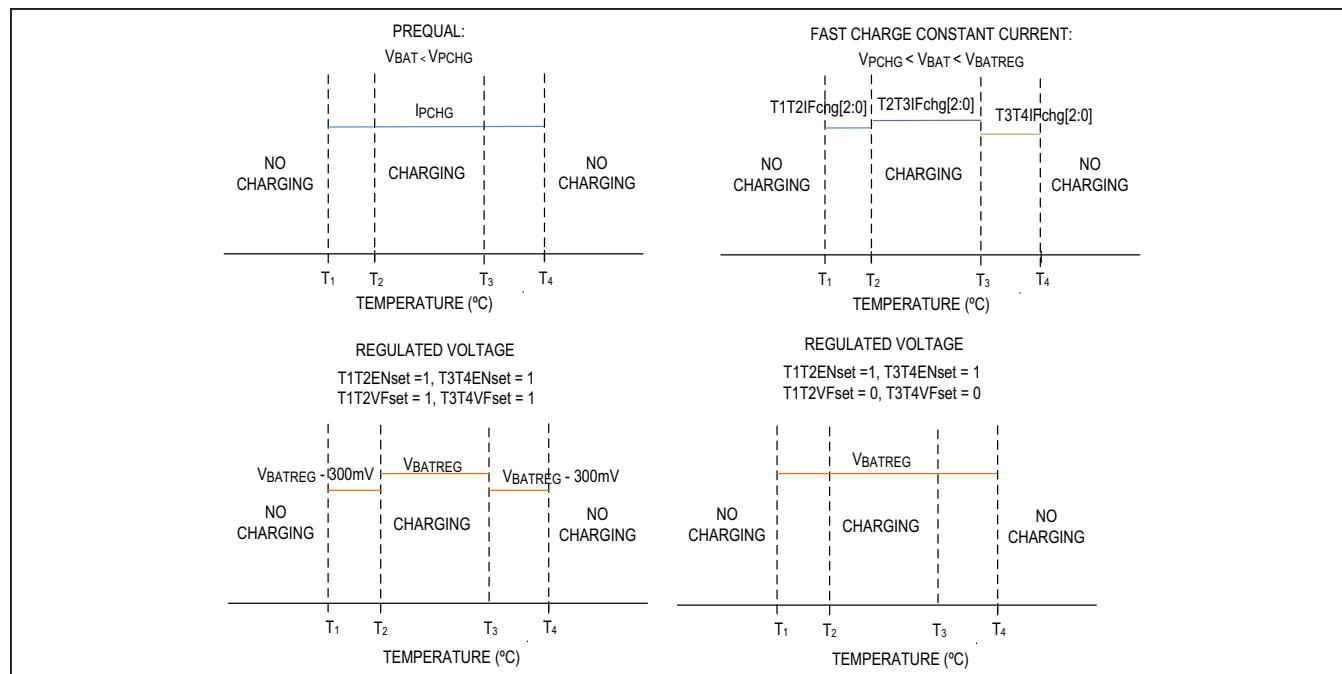 PREQUAL:
VBAT < VPCHG
IPCHG
NO
CHARGING
CHARGING
NO
CHARGING
T1
T2
T3
T4
TEMPERATURE (ºC)
FAST CHARGE CONSTANT CURRENT:
VPCHG < VBAT < VBATREG
T1T2IFchg[2:0]
T2T3IFchg[2:0]
T3T4IFchg[2:0]
NO
CHARGING
CHARGING
NO
CHARGING
T1
T2
T3
T4
TEMPERATURE (ºC)
REGULATED VOLTAGE
T1T2ENset =1, T3T4ENset = 1
T1T2VFset = 1, T3T4VFset = 1
VBATREG - 300mV
VBATREG
VBATREG - 300mV
NO
CHARGING
CHARGING
NO
CHARGING
T1
T2
T3
T4
TEMPERATURE (ºC)
REGULATED VOLTAGE
T1T2ENset =1, T3T4ENset = 1
T1T2VFset = 0, T3T4VFset = 0
VBATREG
NO
CHARGING
CHARGING
NO
CHARGING
T1
T2
T3
T4
TEMPERATURE (ºC)